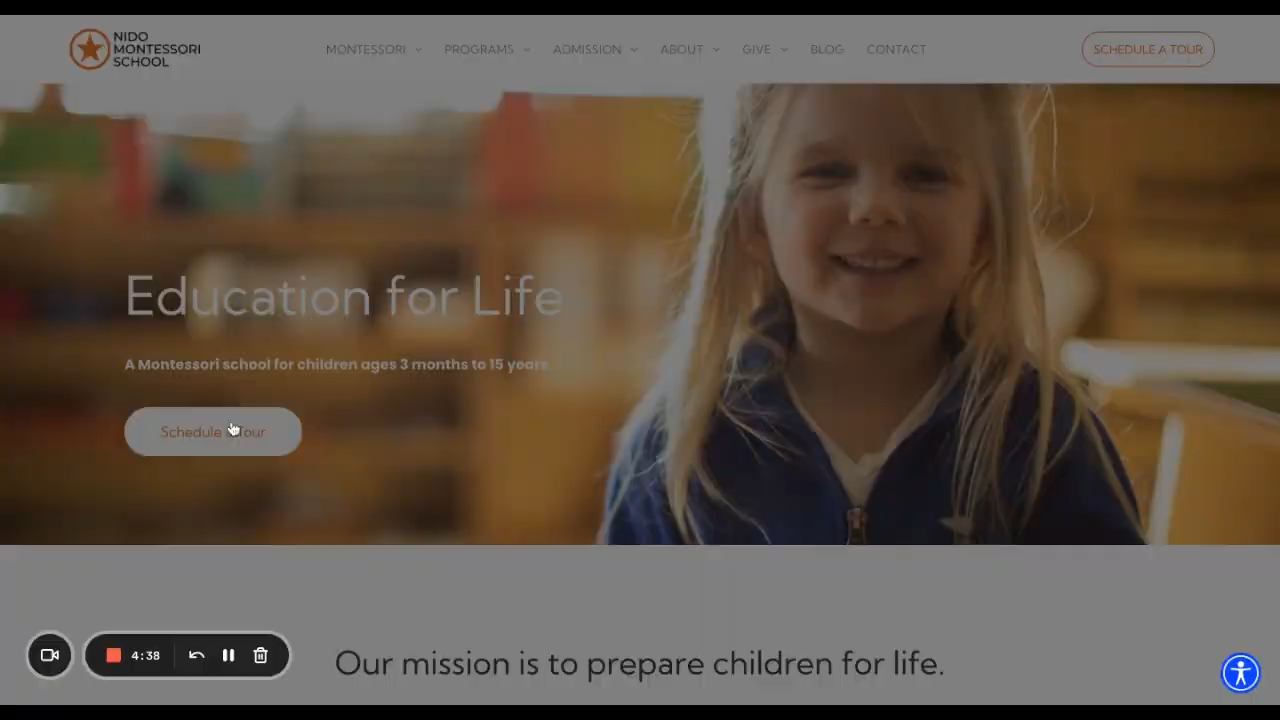 NIDO
MONTESSORI
SCHOOL
MONTESSORI
PROGRAMS
ADMISSION
ABOUT
GIVE
BLOG
CONTACT
SCHEDULE A TOUR
Education for Life
A Montessori school for children ages 3 months to 15 years
Schedule a Tour
4:38
Our mission is to prepare children for life.